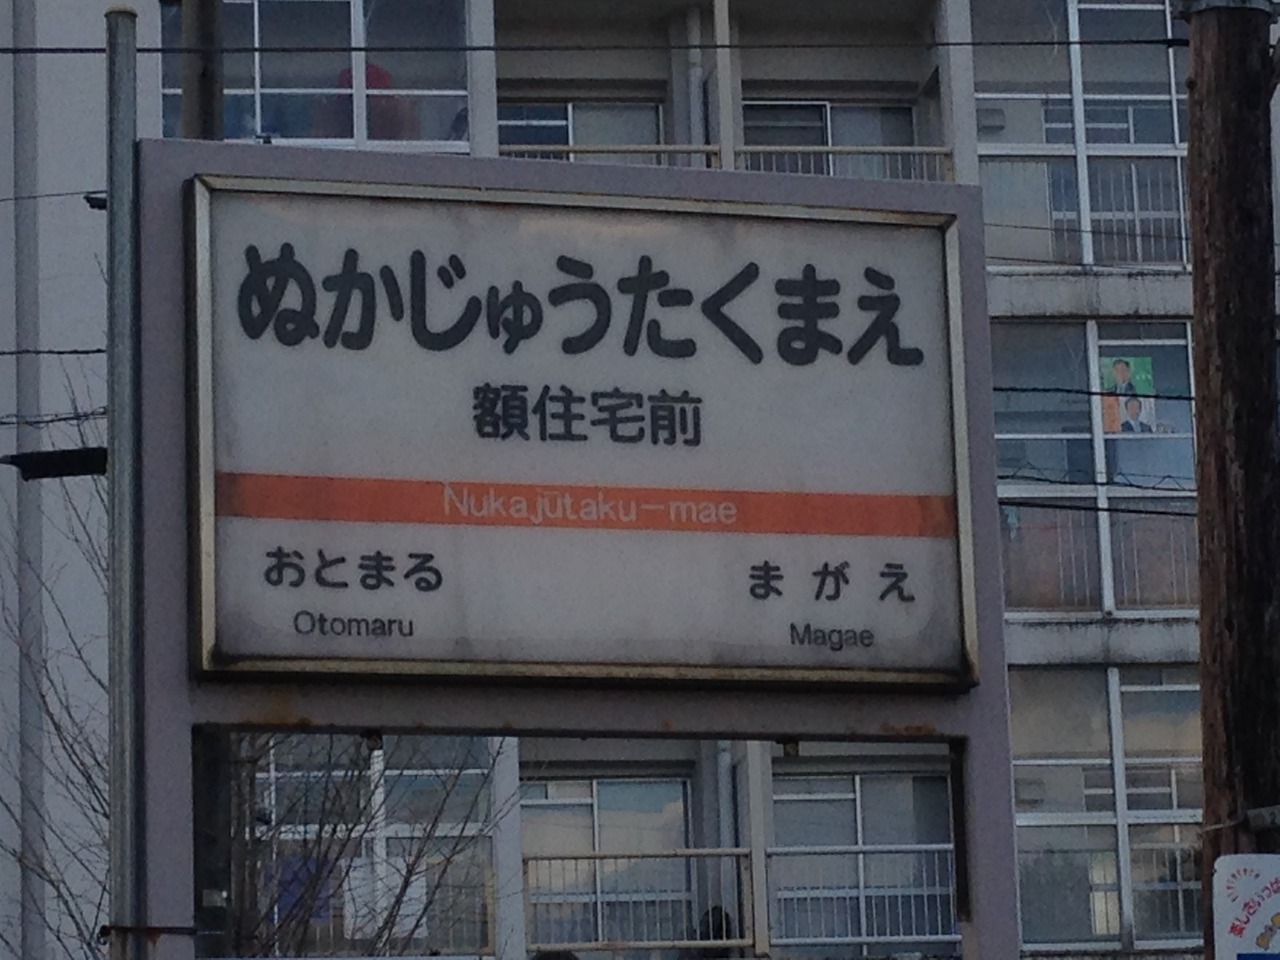 ぬかじゅうたくまえ
額住宅前
Nukajūtaku-mae
おとまる まがえ
Otomaru Magae